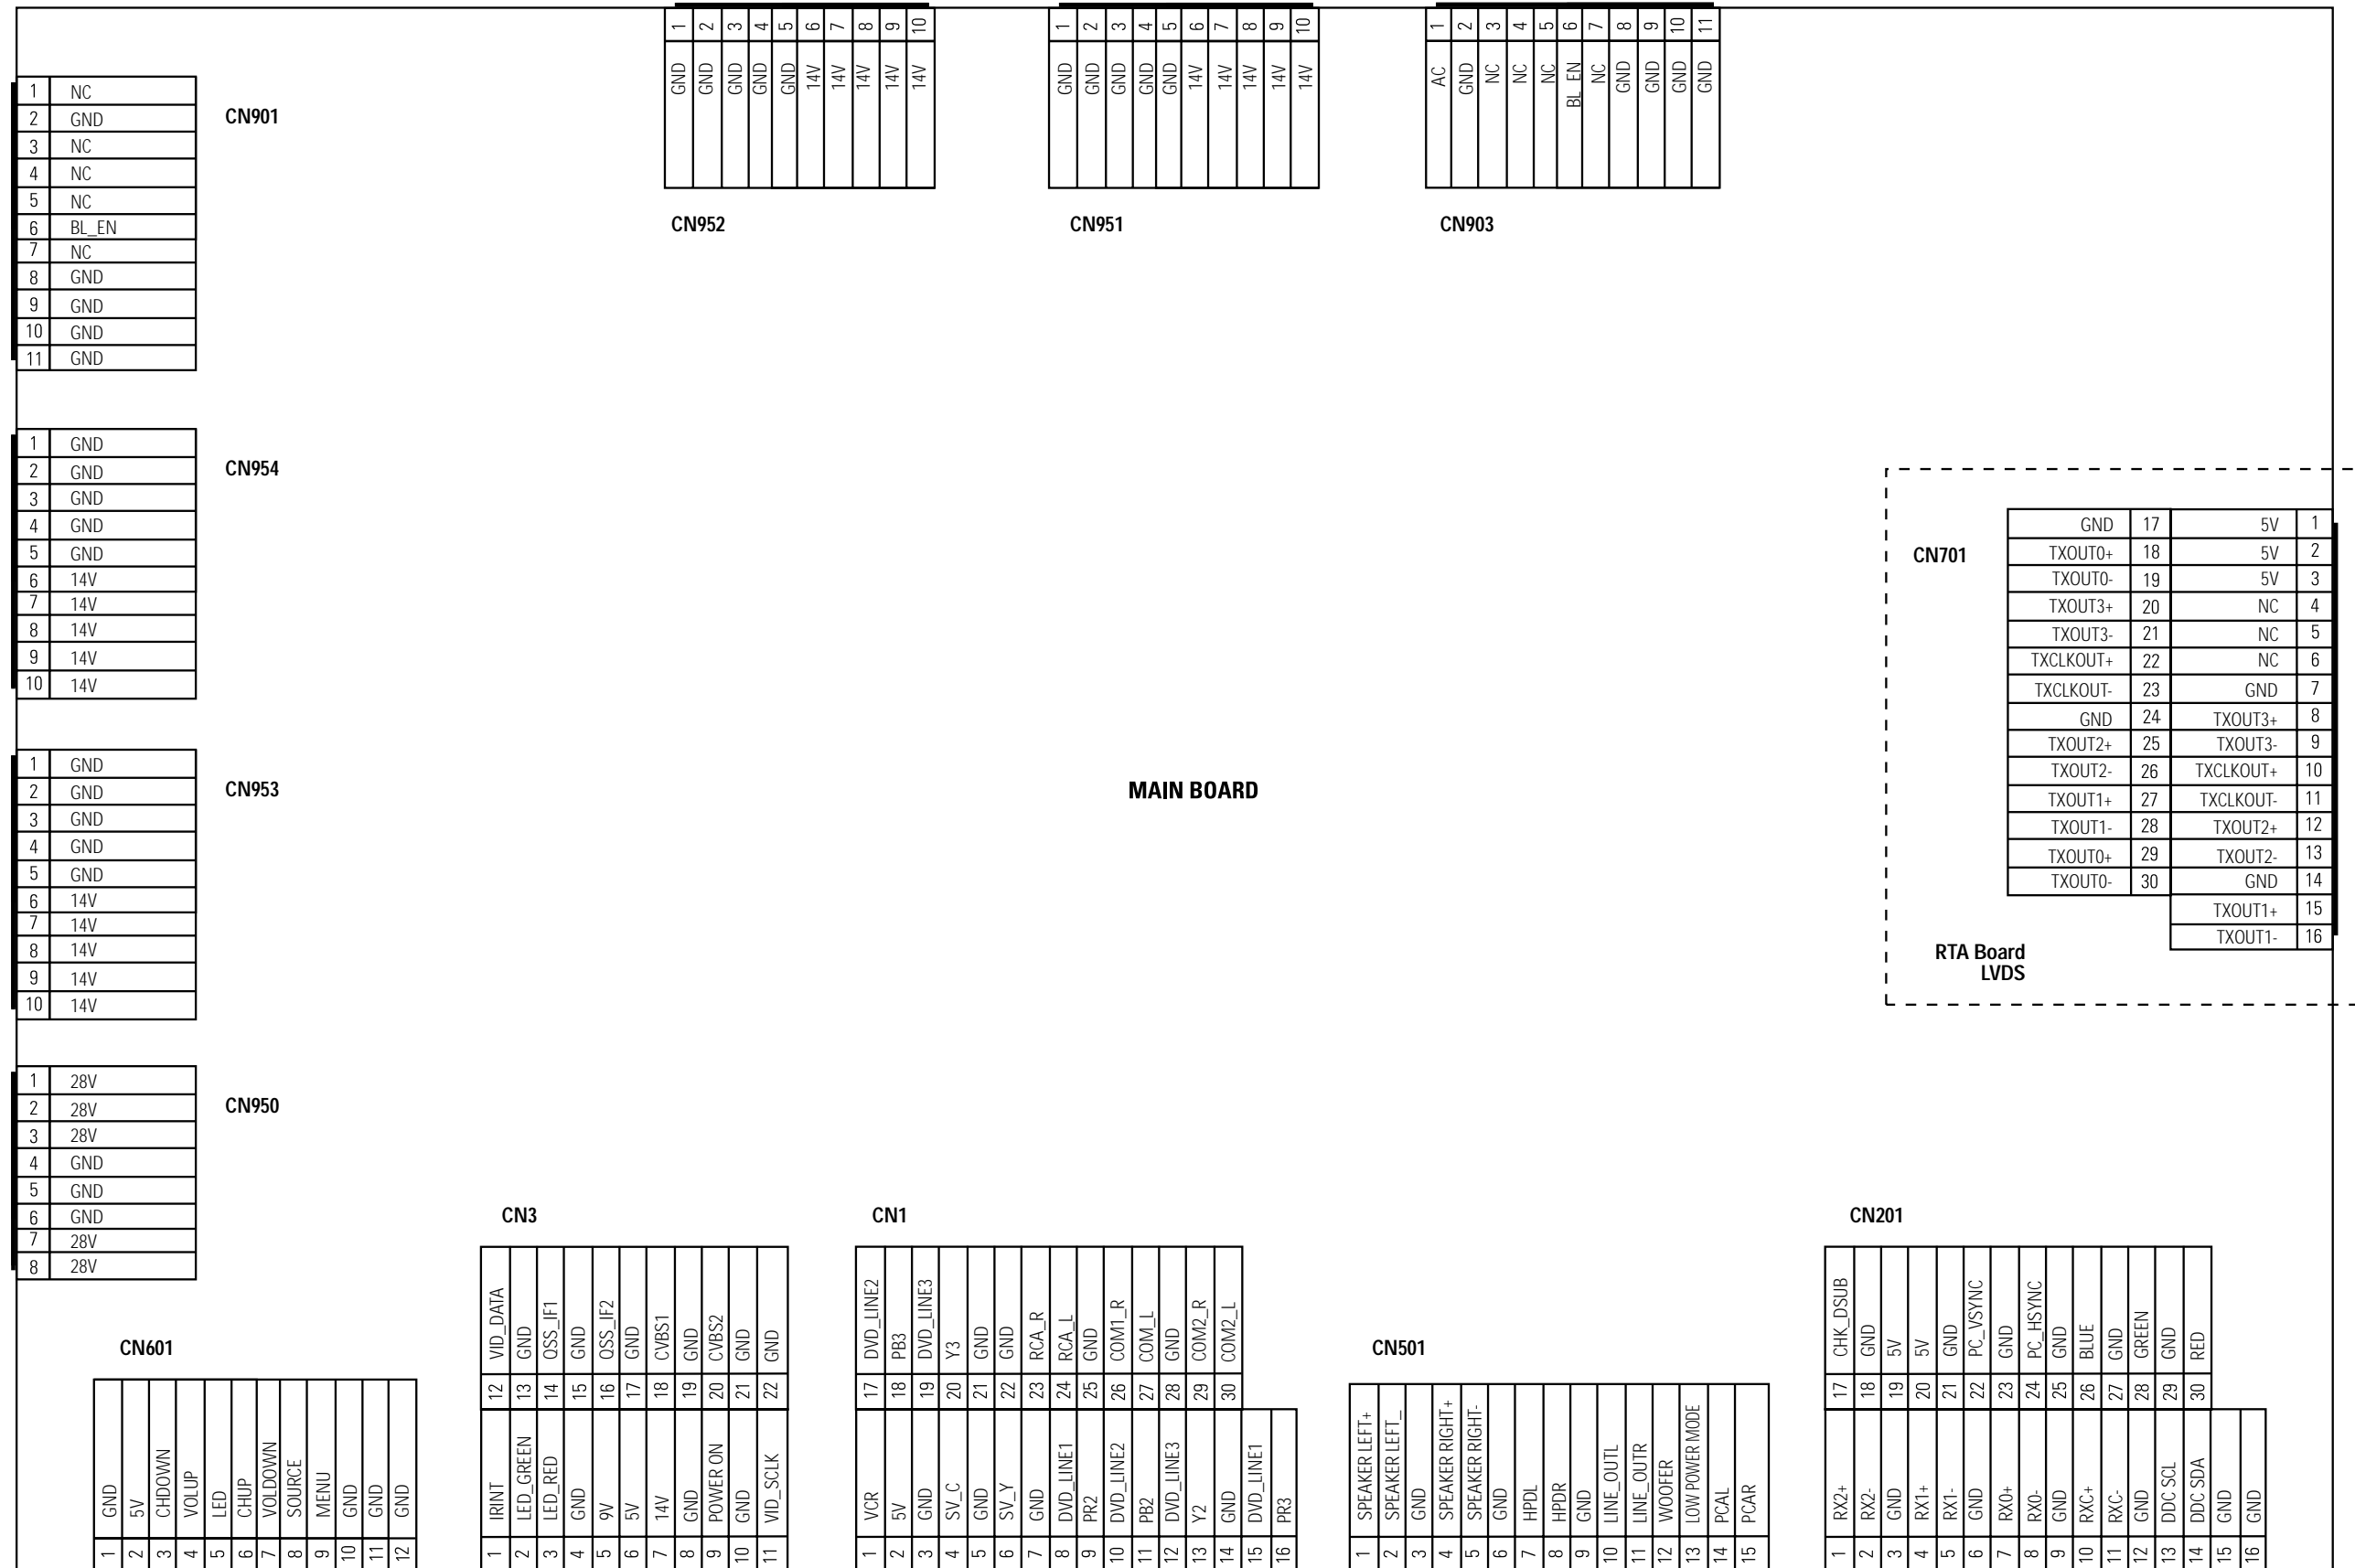 1 2 3 4 5 6 7 8 9 10
GND GND GND GND GND 14V 14V 14V 14V 14V
CN952
1 2 3 4 5 6 7 8 9 10
GND GND GND GND GND 14V 14V 14V 14V 14V
CN951
1 2 3 4 5 6 7 8 9 10 11
AC GND NC NC NC BL_EN NC GND GND GND GND
CN903
CN901
1 NC
2 GND
3 NC
4 NC
5 NC
6 BL_EN
7 NC
8 GND
9 GND
10 GND
11 GND
CN954
1 GND
2 GND
3 GND
4 GND
5 GND
6 14V
7 14V
8 14V
9 14V
10 14V
CN953
1 GND
2 GND
3 GND
4 GND
5 GND
6 14V
7 14V
8 14V
9 14V
10 14V
MAIN BOARD
CN701
GND 17 5V 1
TXOUT0+ 18 5V 2
TXOUT0- 19 5V 3
TXOUT3+ 20 NC 4
TXOUT3- 21 NC 5
TXCLKOUT+ 22 NC 6
TXCLKOUT- 23 GND 7
GND 24 TXOUT3+ 8
TXOUT2+ 25 TXOUT3- 9
TXOUT2- 26 TXCLKOUT+ 10
TXOUT1+ 27 TXCLKOUT- 11
TXOUT1- 28 TXOUT2+ 12
TXOUT0+ 29 TXOUT2- 13
TXOUT0- 30 GND 14
TXOUT1+ 15
TXOUT1- 16
RTA Board
LVDS
CN950
1 28V
2 28V
3 28V
4 GND
5 GND
6 GND
7 28V
8 28V
CN601
GND 5V CHDOWN VOLUP LED CHUP VOLDOWN SOURCE MENU GND GND GND
1 2 3 4 5 6 7 8 9 10 11 12
CN3
VID_DATA GND QSS_IF1 GND QSS_IF2 GND CVBS1 GND CVBS2 GND GND
12 13 14 15 16 17 18 19 20 21 22
IRINT LED_GREEN LED_RED GND 9V 5V 14V GND POWER ON GND VID_SCLK
1 2 3 4 5 6 7 8 9 10 11
CN1
DVD_LINE2 PB3 DVD_LINE3 Y3 GND GND RCA_R RCA_L GND COM1_R COM_L GND COM2_R COM2_L
17 18 19 20 21 22 23 24 25 26 27 28 29 30
VCR 5V GND SV_C GND SV_Y GND DVD_LINE1 PR2 DVD_LINE2 PB2 DVD_LINE3 Y2 GND DVD_LINE1 PR3
1 2 3 4 5 6 7 8 9 10 11 12 13 14 15 16
CN501
SPEAKER LEFT+ SPEAKER LEFT_ GND SPEAKER RIGHT+ SPEAKER RIGHT- GND HPDL HPDR GND LINE_OUTL LINE_OUTR WOOFER LOW POWER MODE PCAL PCAR
1 2 3 4 5 6 7 8 9 10 11 12 13 14 15
CN201
CHK_DSUB GND 5V 5V GND PC_VSYNC GND PC_HSYNC GND BLUE GND GREEN GND RED
17 18 19 20 21 22 23 24 25 26 27 28 29 30
RX2+ RX2- GND RX1+ RX1- GND RX0+ RX0- GND RXC+ RXC- GND DDC SCL DDC SDA GND GND
1 2 3 4 5 6 7 8 9 10 11 12 13 14 15 16